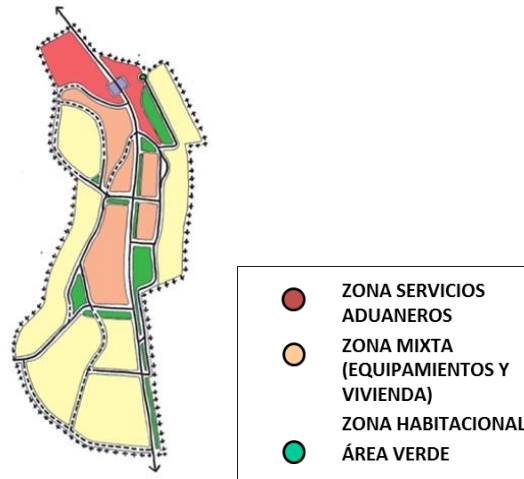 ZONA SERVICIOS
ADUANEROS
ZONA MIXTA
(EQUIPAMIENTOS Y
VIVIENDA)
ZONA HABITACIONAL
ÁREA VERDE